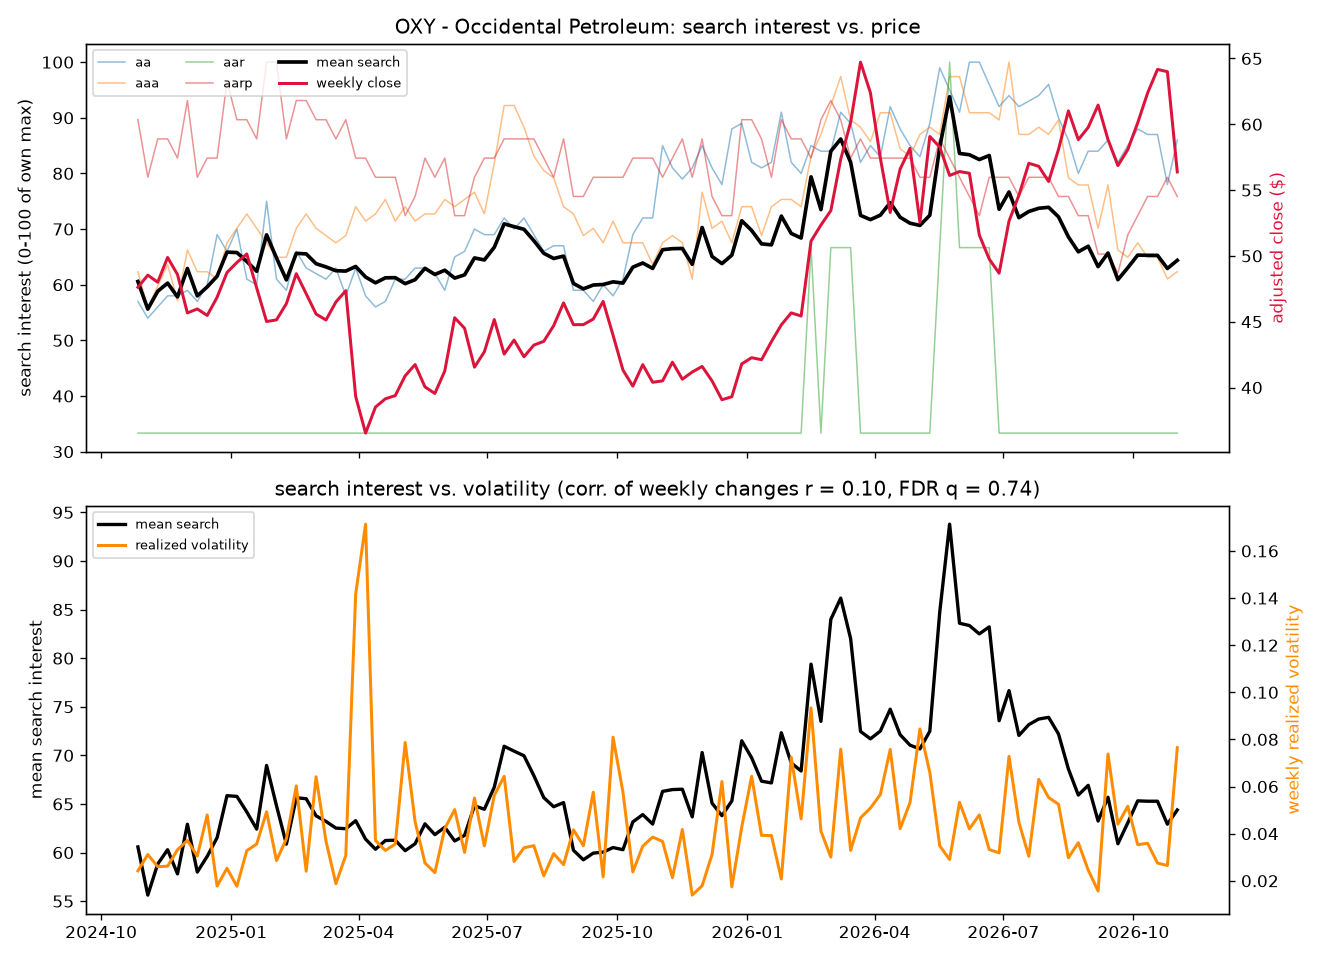 OXY - Occidental Petroleum: search interest vs. price
aa
aaa
aar
aarp
mean search
weekly close
search interest (0-100 of own max)
100
90
80
70
60
50
40
30
adjusted close ($)
65
60
55
50
45
40
search interest vs. volatility (corr. of weekly changes r = 0.10, FDR q = 0.74)
mean search
realized volatility
mean search interest
95
90
85
80
75
70
65
60
55
weekly realized volatility
0.16
0.14
0.12
0.10
0.08
0.06
0.04
0.02
2024-10
2025-01
2025-04
2025-07
2025-10
2026-01
2026-04
2026-07
2026-10